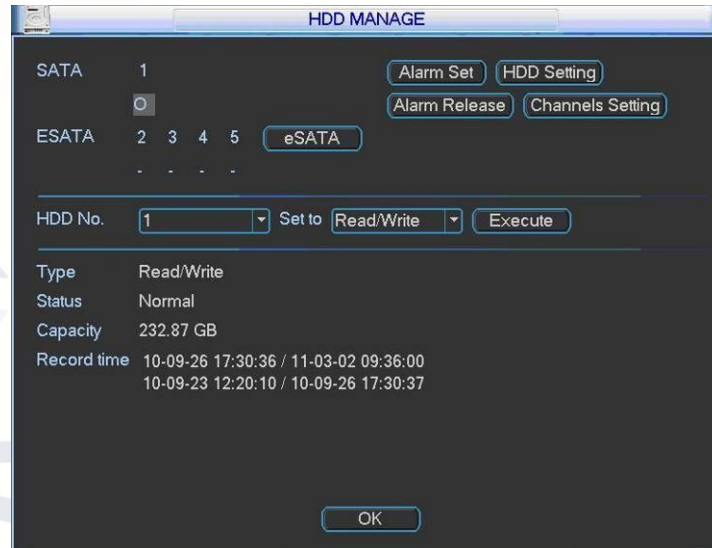 HDD MANAGE
SATA 1 Alarm Set HDD Setting
O Alarm Release Channels Setting
ESATA 2 3 4 5 eSATA
- - - -
HDD No. 1 Set to Read/Write Execute
Type Read/Write
Status Normal
Capacity 232.87 GB
Record time 10-09-26 17:30:36 / 11-03-02 09:36:00
10-09-23 12:20:10 / 10-09-26 17:30:37
OK